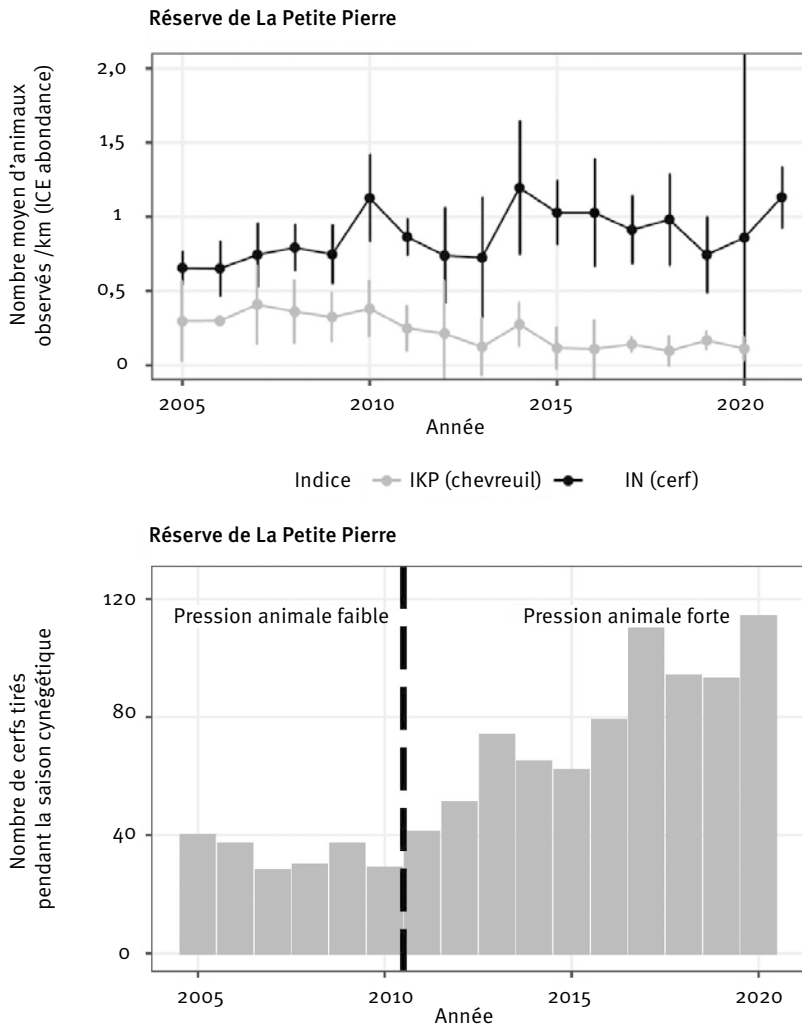 Réserve de La Petite Pierre
Nombre moyen d'animaux
observés /km (ICE abondance)
2,0
1,5
1
0,5
0
2005
2010
2015
2020
Année
Indice
IKP (chevreuil)
IN (cerf)
Réserve de La Petite Pierre
Nombre de cerfs tirés
pendant la saison cynégétique
120
80
40
0
Pression animale faible
Pression animale forte
2005
2010
2015
2020
Année